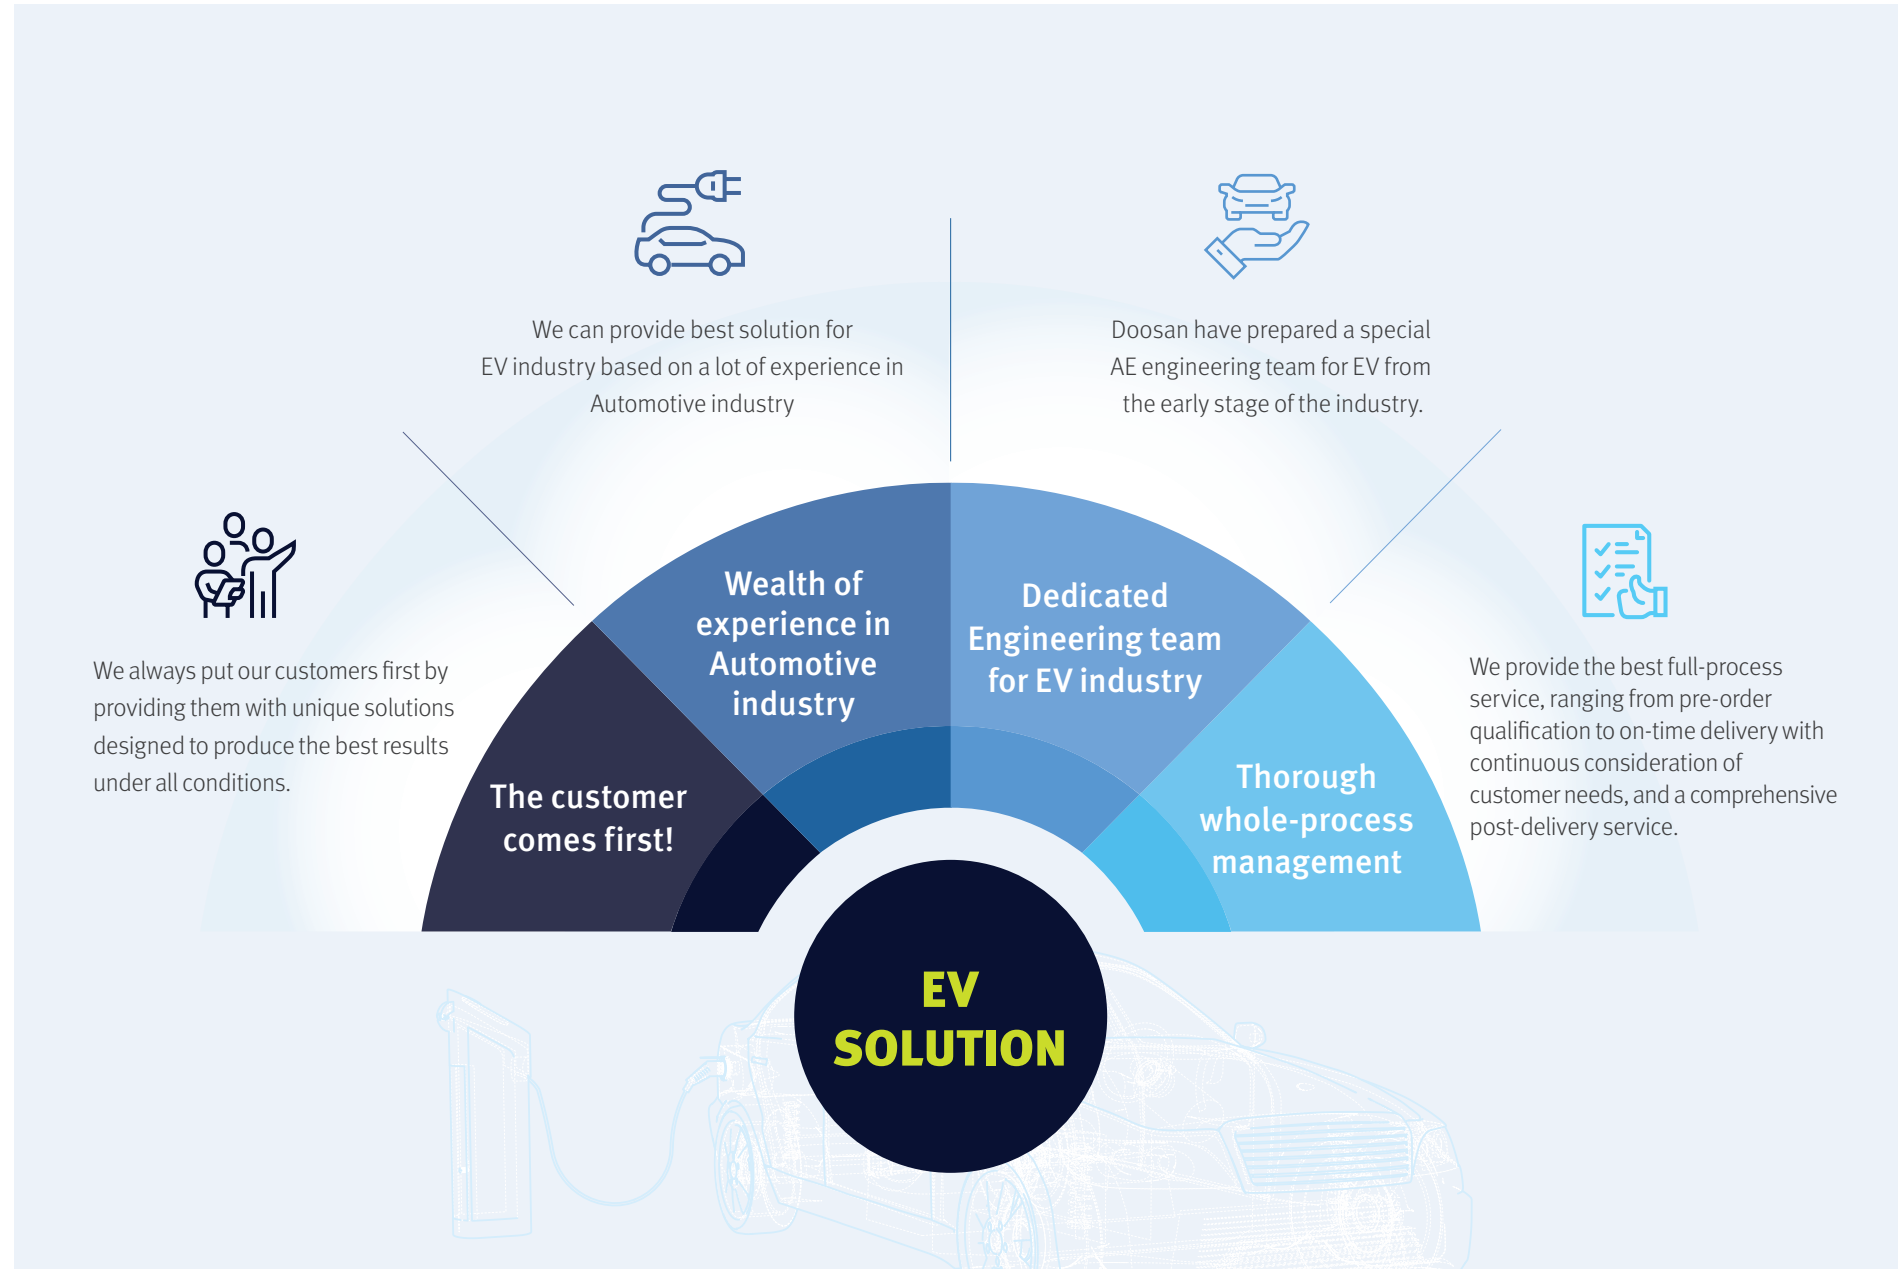 We can provide best solution for
EV industry based on a lot of experience in
Automotive industry
Doosan have prepared a special
AE engineering team for EV from
the early stage of the industry.
We always put our customers first by
providing them with unique solutions
designed to produce the best results
under all conditions.
We provide the best full-process
service, ranging from pre-order
qualification to on-time delivery with
continuous consideration of
customer needs, and a comprehensive
post-delivery service.
The customer
comes first!
Wealth of
experience in
Automotive
industry
Dedicated
Engineering team
for EV industry
Thorough
whole-process
management
EV
SOLUTION